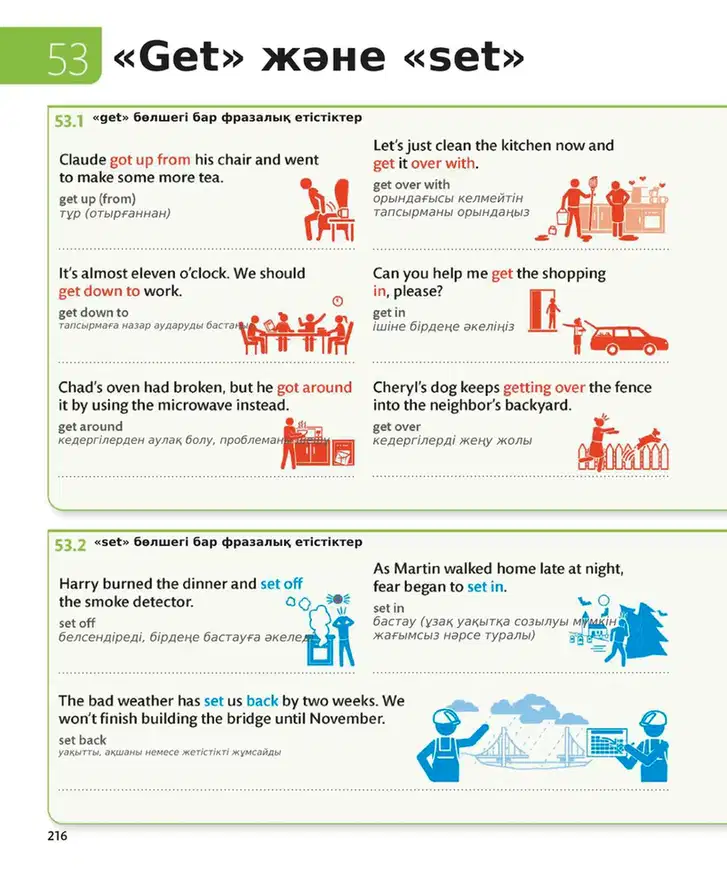 53 «Get» және «set»
53.1 «get» бөлшегі бар фразалық етістіктер
Claude got up from his chair and went
to make some more tea.
get up (from)
тұр (отырғаннан)
Let's just clean the kitchen now and
get it over with.
get over with
орындағысы келмейтін
тапсырманы орындаңыз
It's almost eleven o'clock. We should
get down to work.
get down to
тапсырмаға назар аударуды бастаңыз
Can you help me get the shopping
in, please?
get in
ішіне бірдеңе әкеліңіз
Chad's oven had broken, but he got around
it by using the microwave instead.
get around
кедергілерден аулақ болу, проблеманы шешу
Cheryl's dog keeps getting over the fence
into the neighbor's backyard.
get over
кедергілерді жеңу жолы
53.2 «set» бөлшегі бар фразалық етістіктер
Harry burned the dinner and set off
the smoke detector.
set off
белсендіреді, бірдеңе бастауға әкеледі
As Martin walked home late at night,
fear began to set in.
set in
бастау (ұзақ уақытқа созылуы мүмкін
жағымсыз нәрсе туралы)
The bad weather has set us back by two weeks. We
won't finish building the bridge until November.
set back
уақытты, ақшаны немесе жетістікті жұмсайды
216